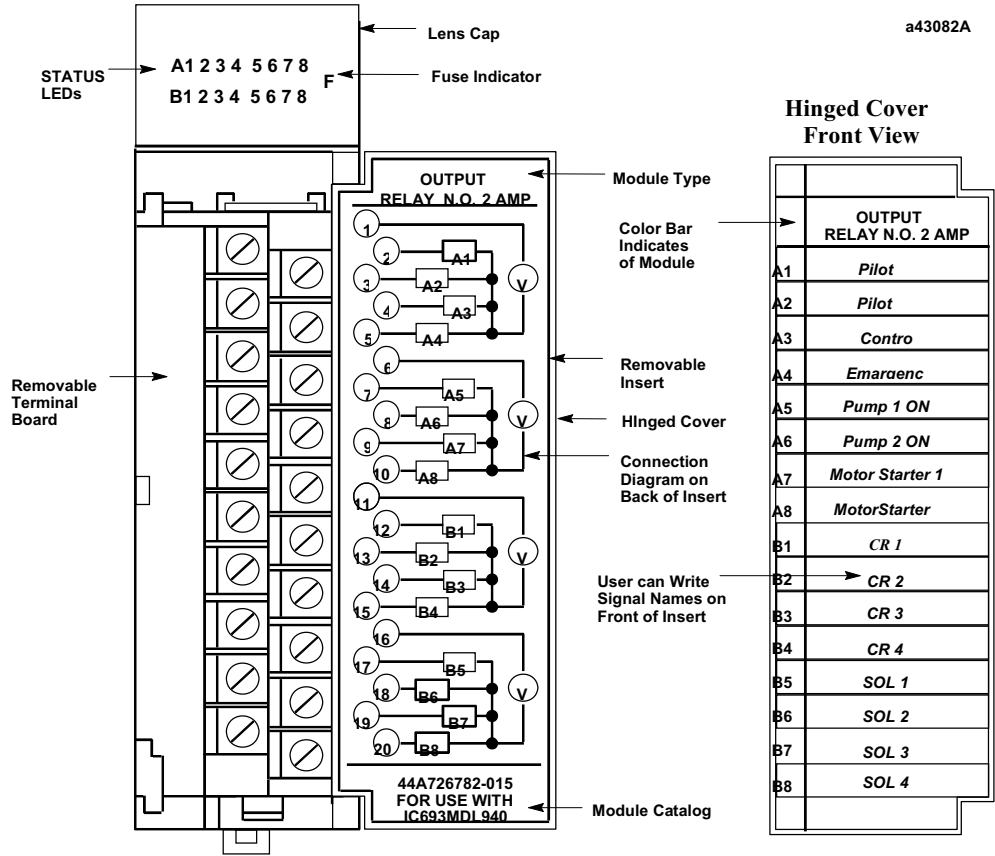 a43082A
Lens Cap
STATUS
LEDs
A1 2 3 4 5 6 7 8
B1 2 3 4 5 6 7 8
F
Fuse Indicator
Hinged Cover
Front View
OUTPUT
RELAY N.O. 2 AMP
Module Type
1
2
A1
3
A2
V
4
A3
5
A4
6
7
A5
8
A6
V
9
A7
10
A8
11
12
B1
13
B2
V
14
B3
15
B4
16
17
B5
18
B6
V
19
B7
20
B8
44A726782-015
FOR USE WITH
IC693MDL940
Removable
Terminal
Board
Color Bar
Indicates
of Module
Removable
Insert
HInged Cover
Connection
Diagram on
Back of Insert
User can Write
Signal Names on
Front of Insert
Module Catalog
OUTPUT
RELAY N.O. 2 AMP
A1 Pilot
A2 Pilot
A3 Contro
A4 Emargenc
A5 Pump 1 ON
A6 Pump 2 ON
A7 Motor Starter 1
A8 MotorStarter
B1 CR 1
B2 CR 2
B3 CR 3
B4 CR 4
B5 SOL 1
B6 SOL 2
B7 SOL 3
B8 SOL 4